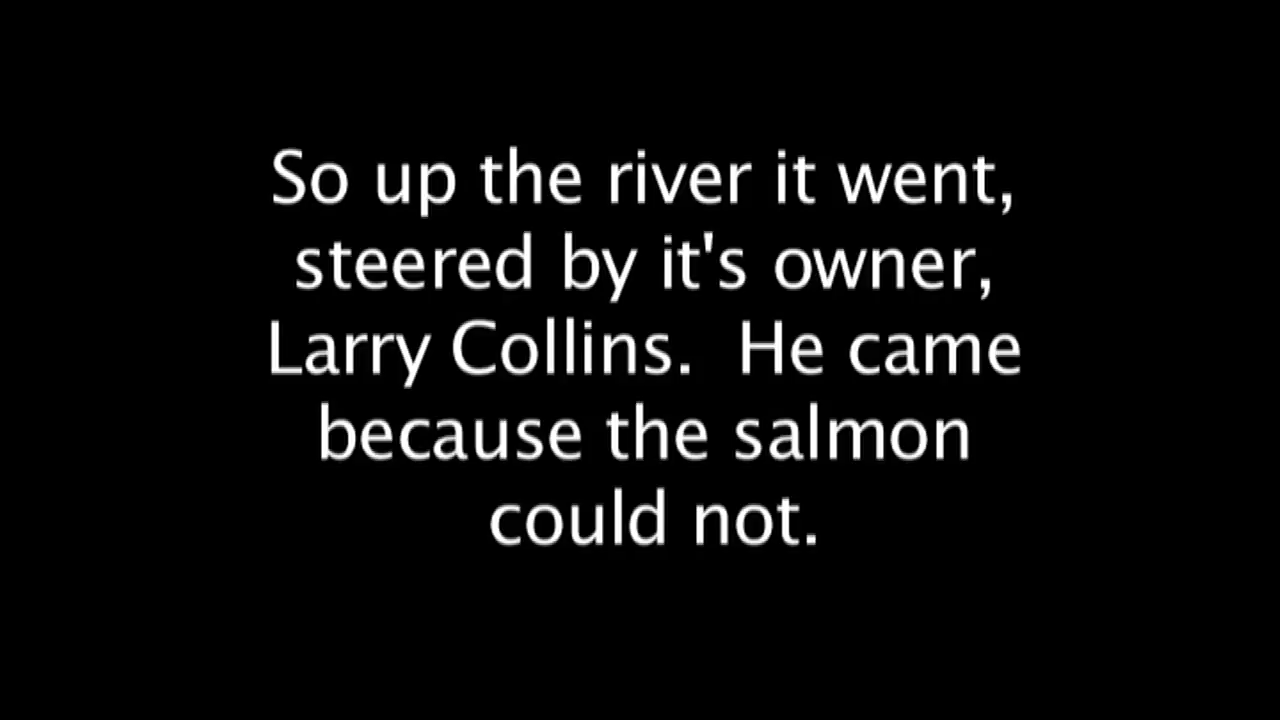 So up the river it went,
steered by it's owner,
Larry Collins.  He came
because the salmon
could not.